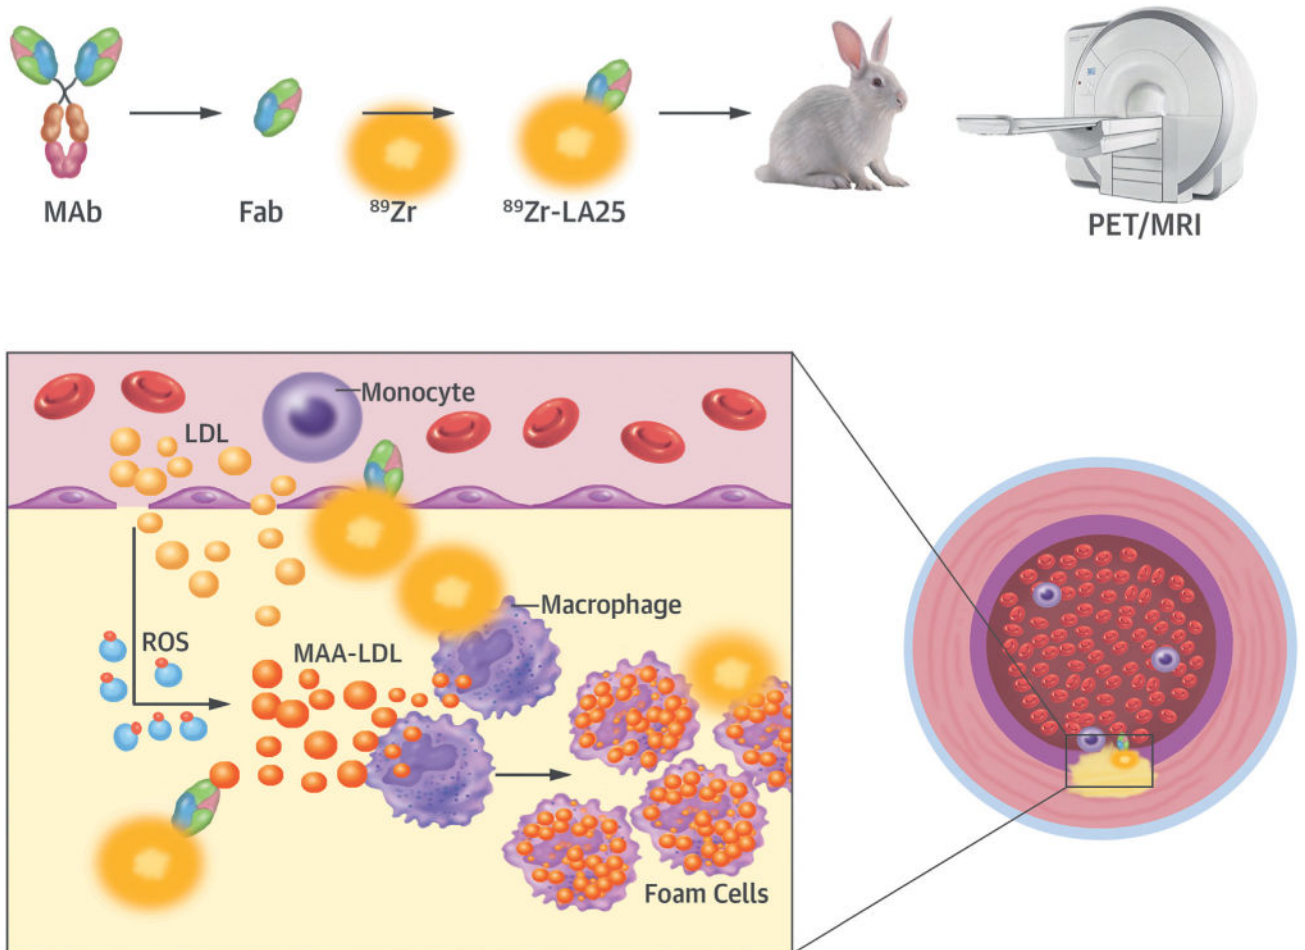 MAb
Fab
⁸⁹Zr
⁸⁹Zr-LA25
PET/MRI
Monocyte
LDL
Macrophage
ROS
MAA-LDL
Foam Cells